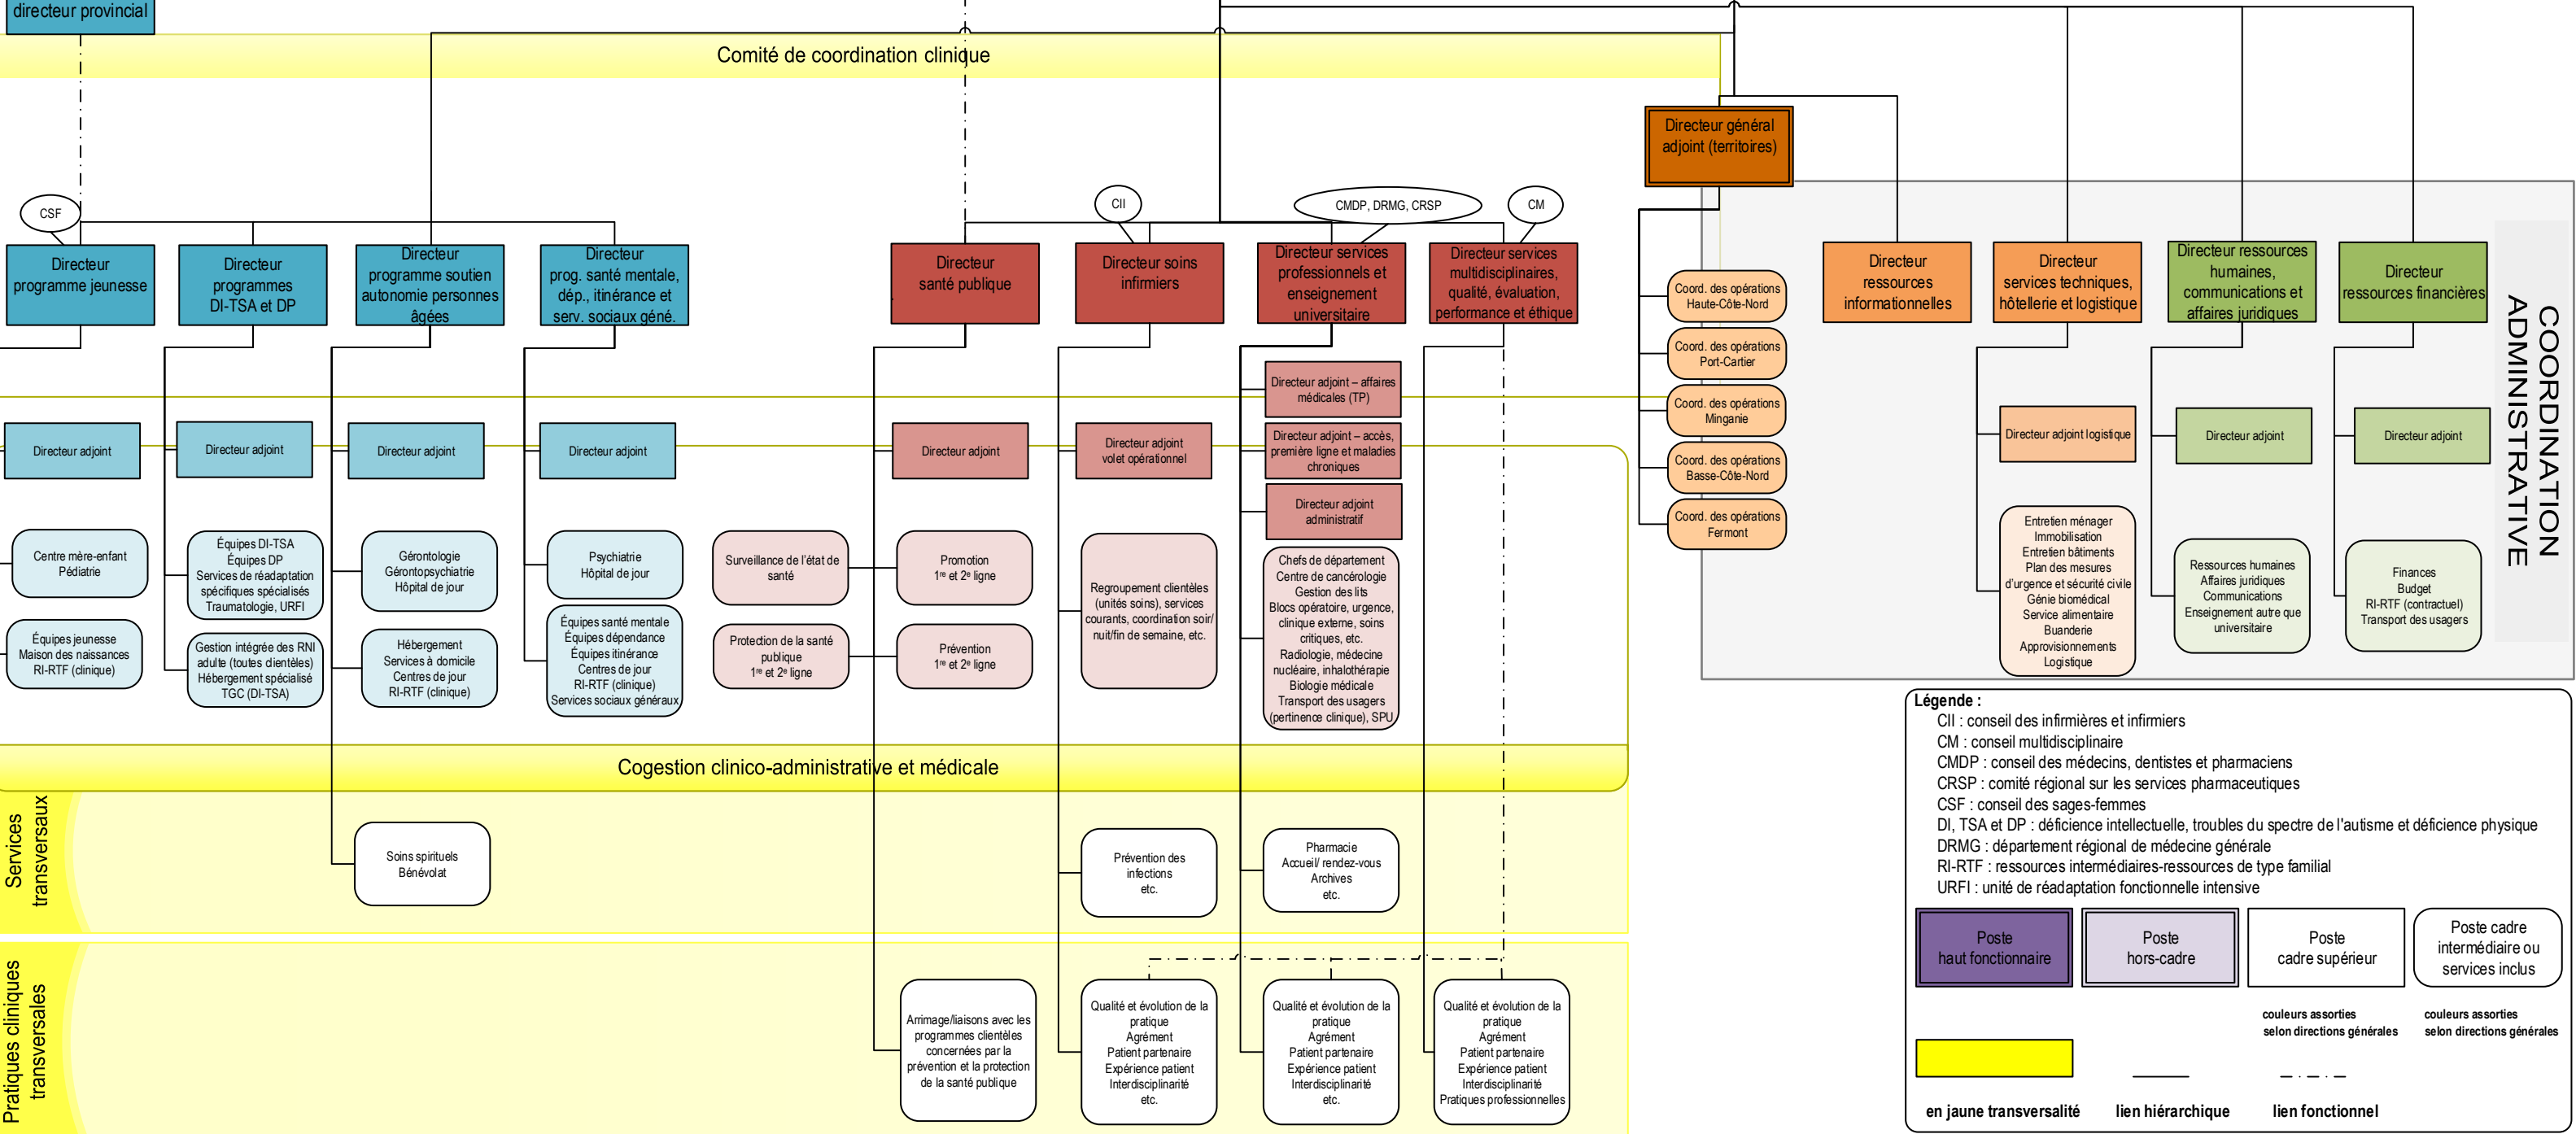 directeur provincial
Comité de coordination clinique
Directeur général
adjoint (territoires)
CSF
CII
CMDP, DRMG, CRSP
CM
Directeur
programme jeunesse
Directeur
programmes
DI-TSA et DP
Directeur
programme soutien
autonomie personnes
âgées
Directeur
prog. santé mentale,
dép., itinérance et
serv. sociaux géné.
Directeur
santé publique
Directeur soins
infirmiers
Directeur services
professionnels et
enseignement
universitaire
Directeur services
multidisciplinaires,
qualité, évaluation,
performance et éthique
Coord. des opérations
Haute-Côte-Nord
Coord. des opérations
Port-Cartier
Coord. des opérations
Minganie
Coord. des opérations
Basse-Côte-Nord
Coord. des opérations
Fermont
Directeur
ressources
informationnelles
Directeur
services techniques,
hôtellerie et logistique
Directeur ressources
humaines,
communications et
affaires juridiques
Directeur
ressources financières
COORDINATION
ADMINISTRATIVE
Directeur adjoint
Directeur adjoint
Directeur adjoint
Directeur adjoint
Directeur adjoint
Directeur adjoint
volet opérationnel
Directeur adjoint – affaires
médicales (TP)
Directeur adjoint – accès,
première ligne et maladies
chroniques
Directeur adjoint
administratif
Directeur adjoint logistique
Directeur adjoint
Directeur adjoint
Centre mère-enfant
Pédiatrie
Équipes jeunesse
Maison des naissances
RI-RTF (clinique)
Équipes DI-TSA
Équipes DP
Services de réadaptation
spécifiques spécialisés
Traumatologie, URFI
Gestion intégrée des RNI
adulte (toutes clientèles)
Hébergement spécialisé
TGC (DI-TSA)
Gérontologie
Gérontopsychiatrie
Hôpital de jour
Hébergement
Services à domicile
Centres de jour
RI-RTF (clinique)
Psychiatrie
Hôpital de jour
Équipes santé mentale
Équipes dépendance
Équipes itinérance
Centres de jour
RI-RTF (clinique)
Services sociaux généraux
Surveillance de l'état de
santé
Protection de la santé
publique
1re et 2e ligne
Promotion
1re et 2e ligne
Prévention
1re et 2e ligne
Regroupement clientèles
(unités soins), services
courants, coordination soir/
nuit/fin de semaine, etc.
Chefs de département
Centre de cancérologie
Gestion des lits
Blocs opératoire, urgence,
clinique externe, soins
critiques, etc.
Radiologie, médecine
nucléaire, inhalothérapie
Biologie médicale
Transport des usagers
(pertinence clinique), SPU
Entretien ménager
Immobilisation
Entretien bâtiments
Plan des mesures
d'urgence et sécurité civile
Génie biomédical
Service alimentaire
Buanderie
Approvisionnements
Logistique
Ressources humaines
Affaires juridiques
Communications
Enseignement autre que
universitaire
Finances
Budget
RI-RTF (contractuel)
Transport des usagers
Cogestion clinico-administrative et médicale
Services
transversaux
Soins spirituels
Bénévolat
Prévention des
infections
etc.
Pharmacie
Accueil/ rendez-vous
Archives
etc.
Pratiques cliniques
transversales
Arrimage/liaisons avec les
programmes clientèles
concernées par la
prévention et la protection
de la santé publique
Qualité et évolution de la
pratique
Agrément
Patient partenaire
Expérience patient
Interdisciplinarité
etc.
Qualité et évolution de la
pratique
Agrément
Patient partenaire
Expérience patient
Interdisciplinarité
etc.
Qualité et évolution de la
pratique
Agrément
Patient partenaire
Expérience patient
Interdisciplinarité
Pratiques professionnelles
Légende :
CII : conseil des infirmières et infirmiers
CM : conseil multidisciplinaire
CMDP : conseil des médecins, dentistes et pharmaciens
CRSP : comité régional sur les services pharmaceutiques
CSF : conseil des sages-femmes
DI, TSA et DP : déficience intellectuelle, troubles du spectre de l'autisme et déficience physique
DRMG : département régional de médecine générale
RI-RTF : ressources intermédiaires-ressources de type familial
URFI : unité de réadaptation fonctionnelle intensive
Poste
haut fonctionnaire
Poste
hors-cadre
Poste
cadre supérieur
Poste cadre
intermédiaire ou
services inclus
couleurs assorties
selon directions générales
couleurs assorties
selon directions générales
en jaune transversalité
lien hiérarchique
lien fonctionnel